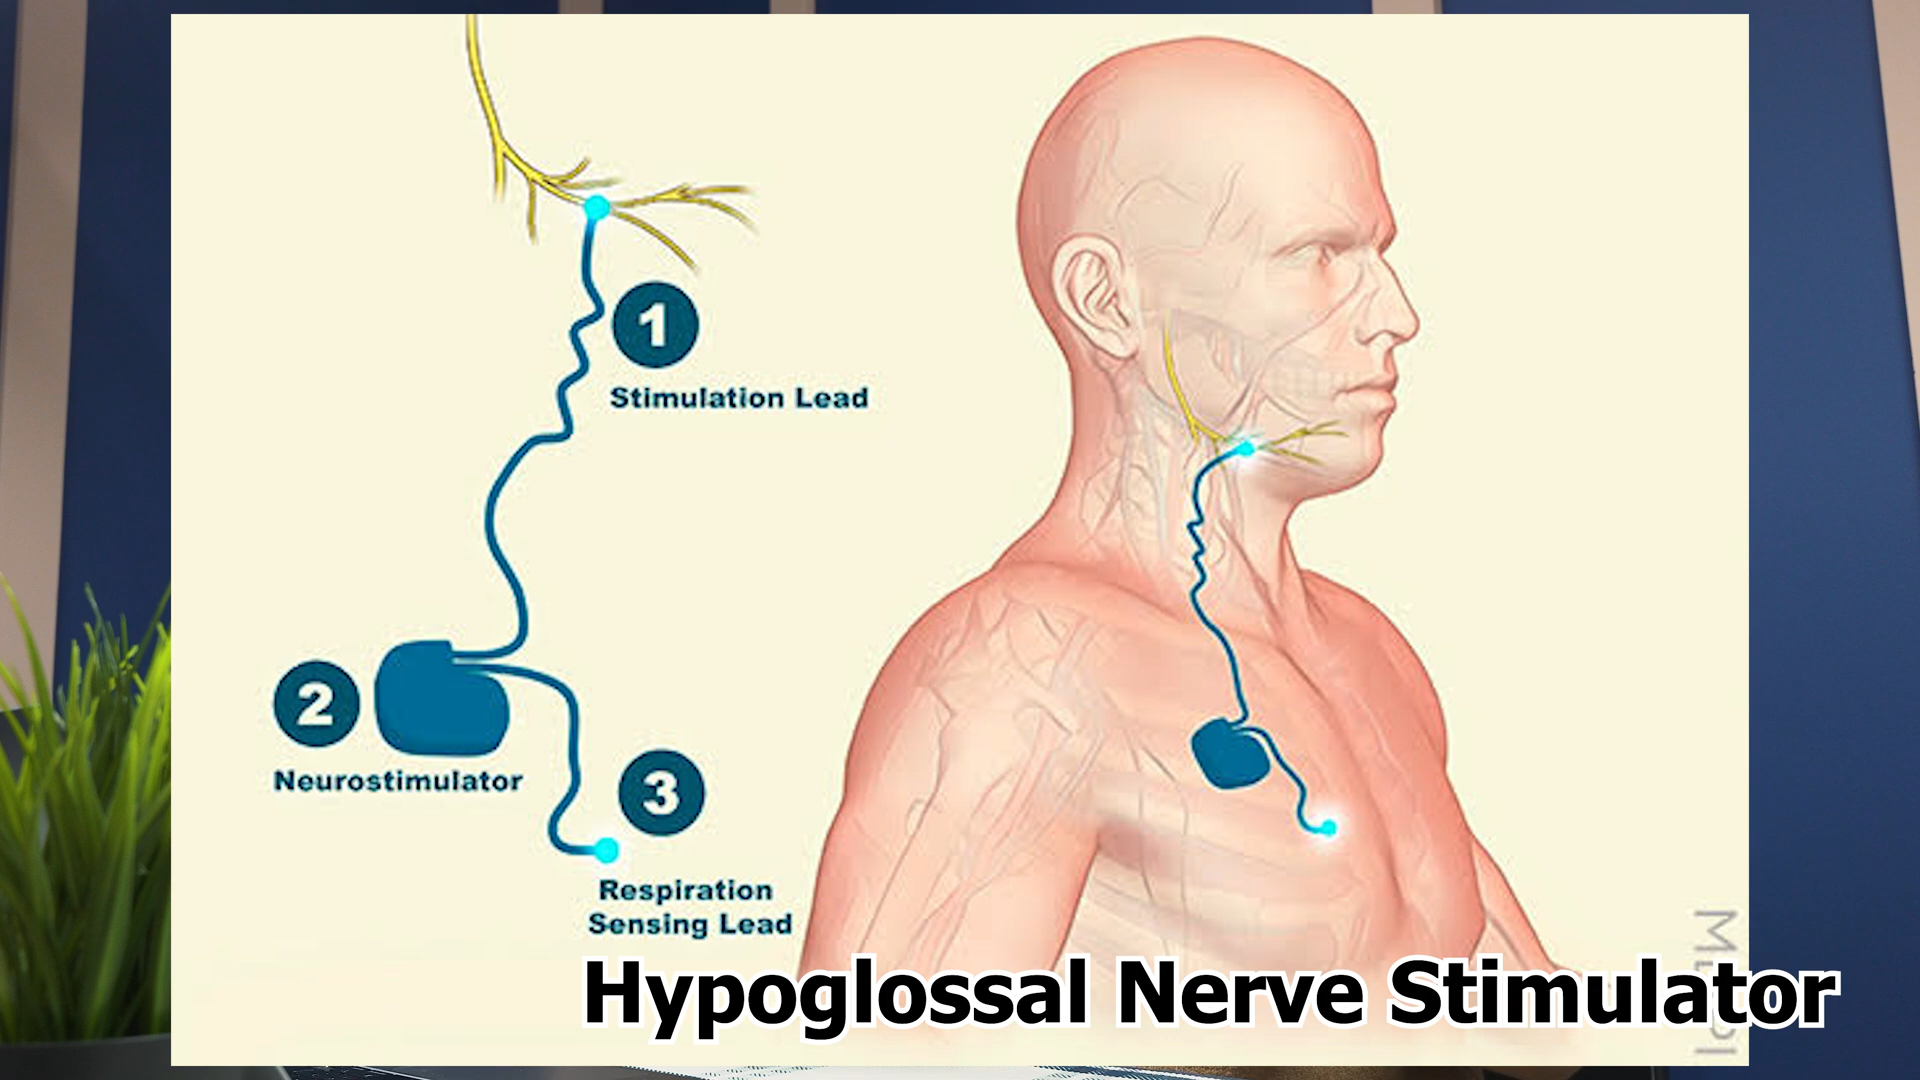 1
Stimulation Lead
2
Neurostimulator
3
Respiration
Sensing Lead
Hypoglossal Nerve Stimulator